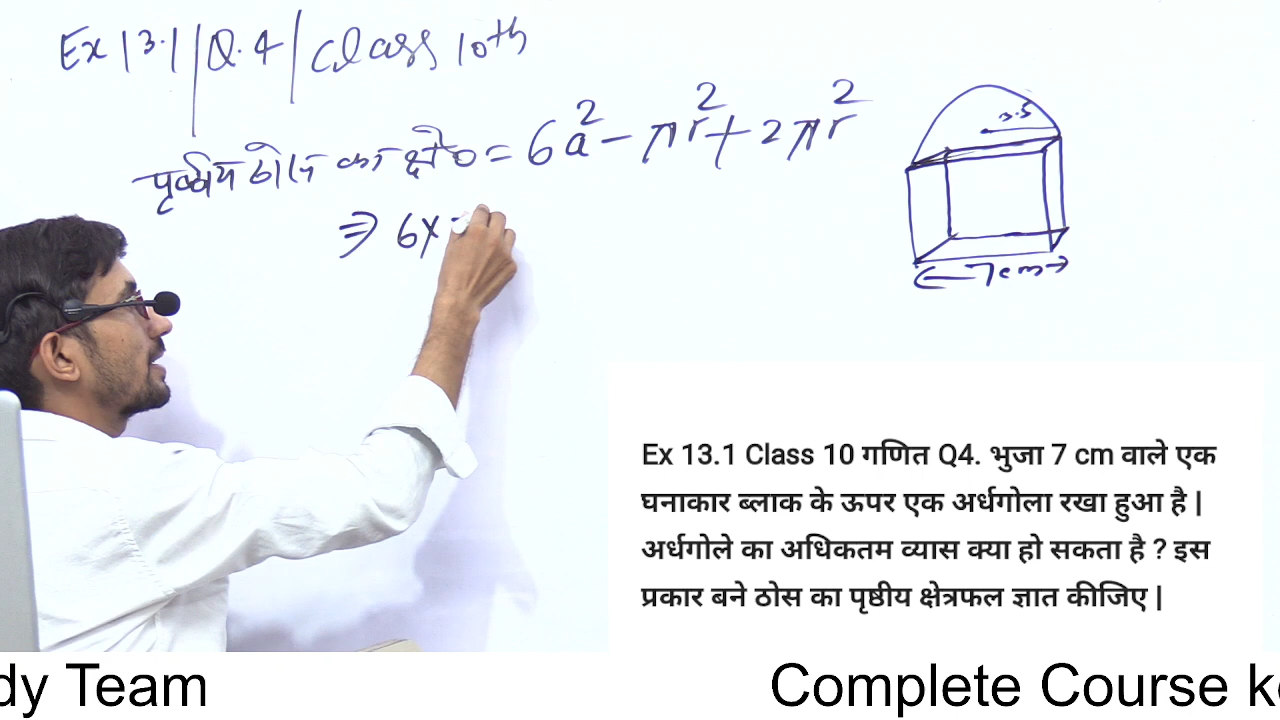 Ex 13.1 | Q.4 | Class 10th
पृष्ठीय ठोस का क्षे० = 6a² - πr² + 2πr²
3.5
⇒ 6×
7cm
Ex 13.1 Class 10 गणित Q4. भुजा 7 cm वाले एक
घनाकार ब्लाक के ऊपर एक अर्धगोला रखा हुआ है |
अर्धगोले का अधिकतम व्यास क्या हो सकता है ? इस
प्रकार बने ठोस का पृष्ठीय क्षेत्रफल ज्ञात कीजिए |
dy Team Complete Course k